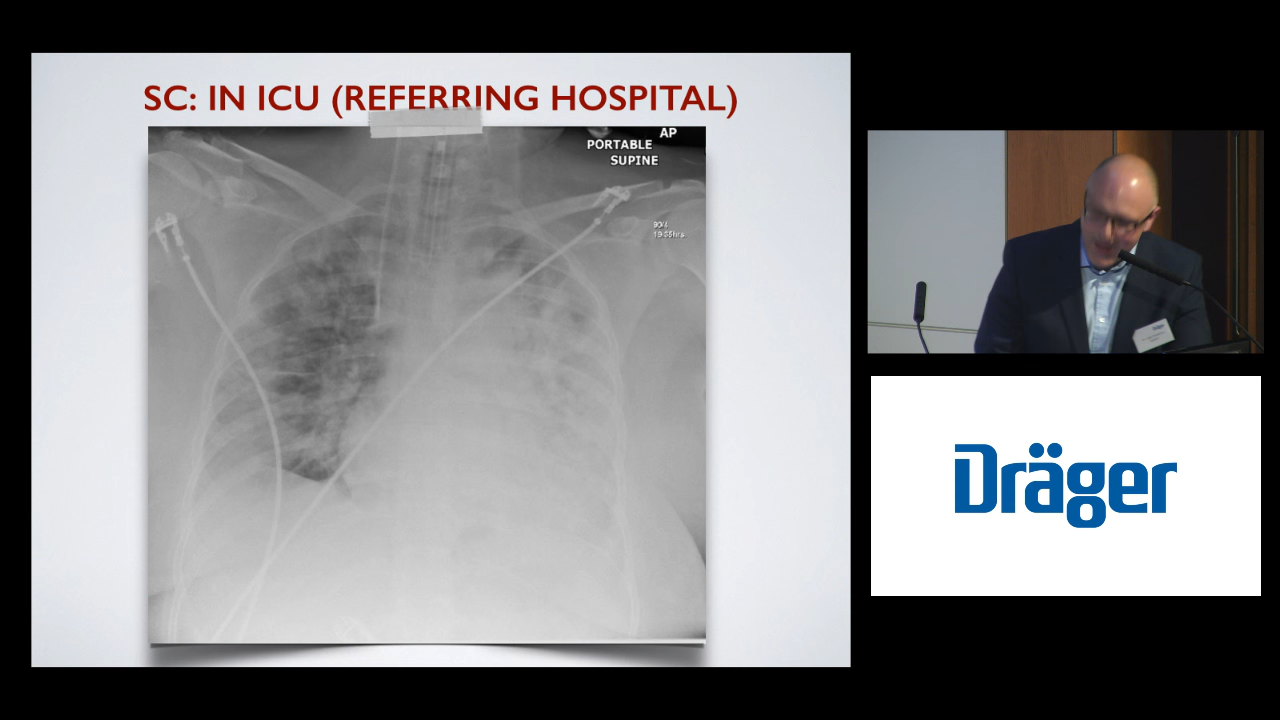 SC: IN ICU (REFERRING HOSPITAL)
AP
PORTABLE
SUPINE
Dräger